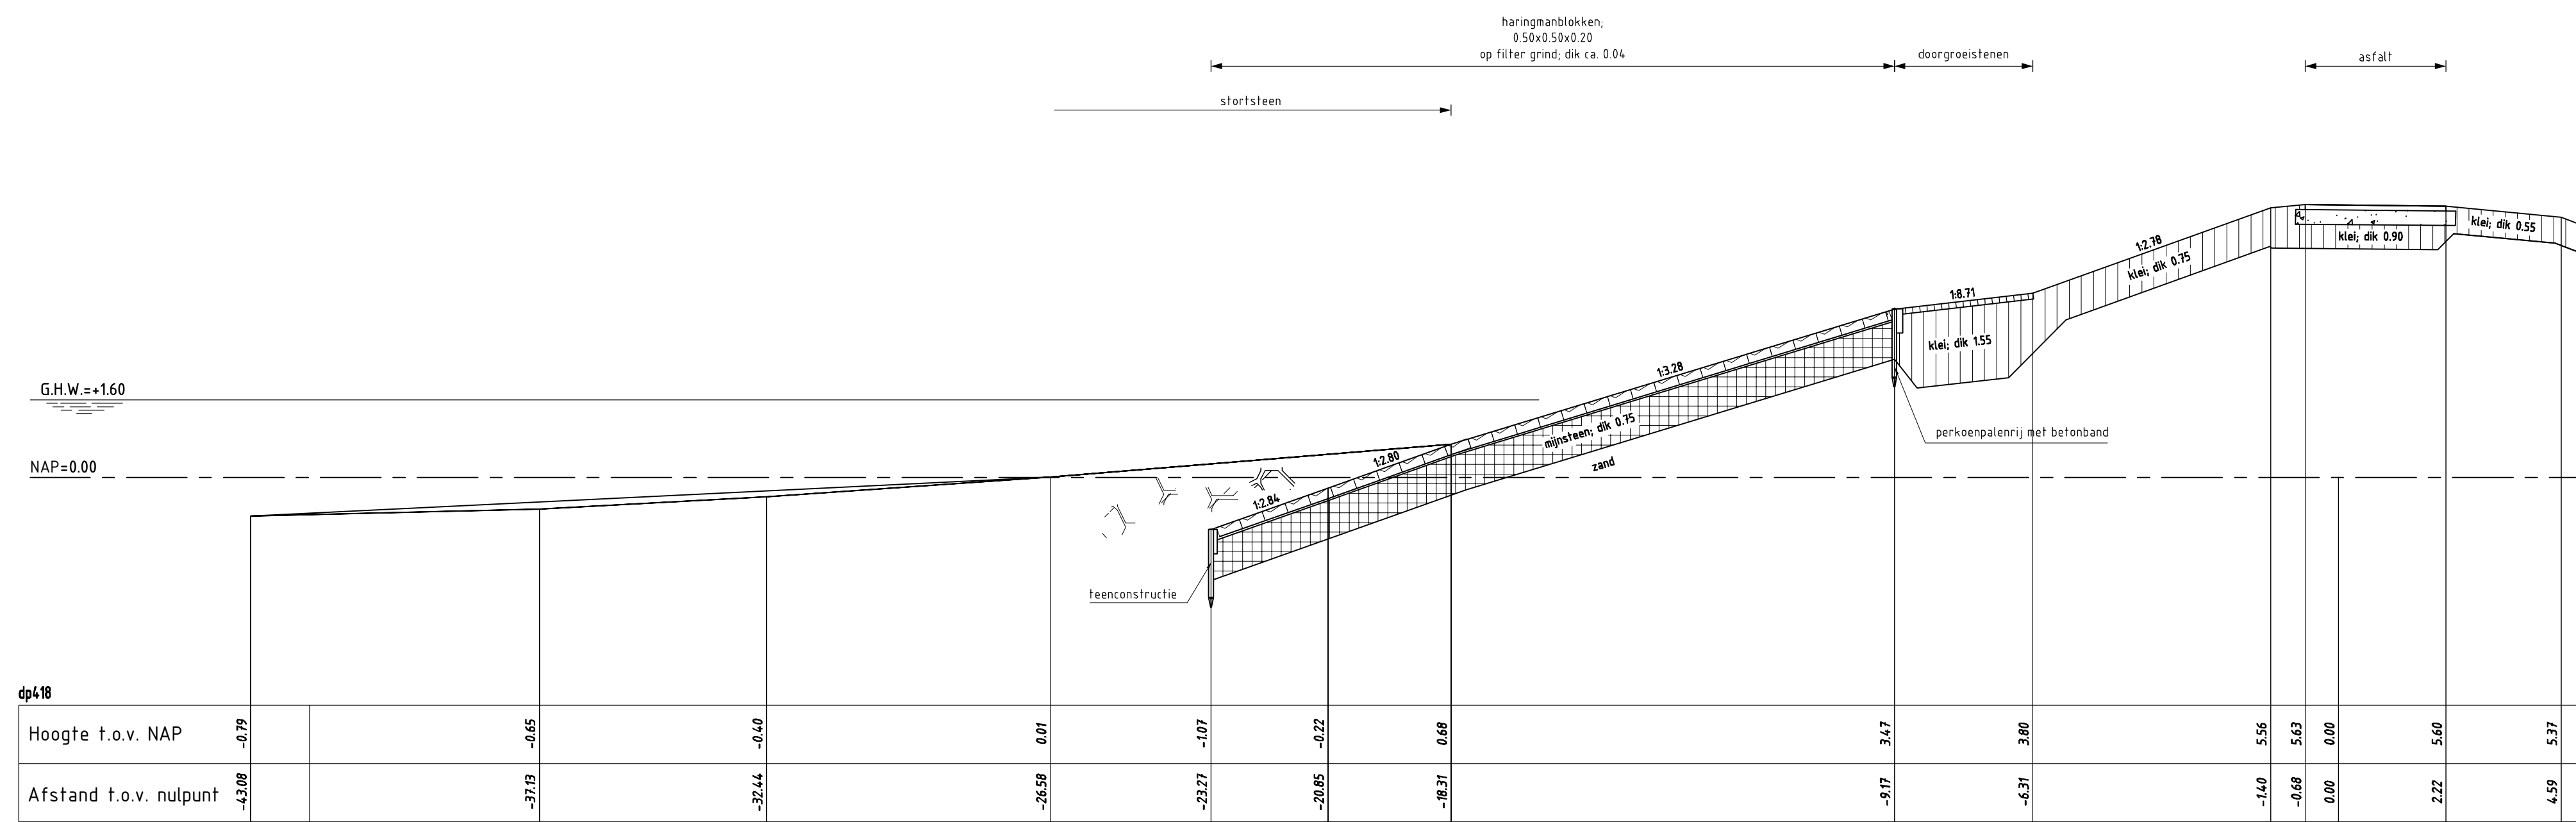 haringmanblokken;
0.50x0.50x0.20
op filter grind; dik ca. 0.04
doorgroeistenen
asfalt
stortsteen
klei; dik 0.55
klei; dik 0.90
1:2.78
klei; dik 0.75
1:8.71
klei; dik 1.55
1:3.28
G.H.W.=+1.60
mijnsteen; dik 0.75
perkoenpalenrij met betonband
1:2.80
zand
NAP=0.00
1:2.84
teenconstructie
dp418
Hoogte t.o.v. NAP -0.79 -0.65 -0.40 0.01 -1.07 -0.22 0.68 3.47 3.80 5.56 5.63 0.00 5.60 5.37
Afstand t.o.v. nulpunt -43.08 -37.13 -32.44 -26.58 -23.27 -20.85 -18.31 -9.17 -6.31 -1.40 -0.68 0.00 2.22 4.59